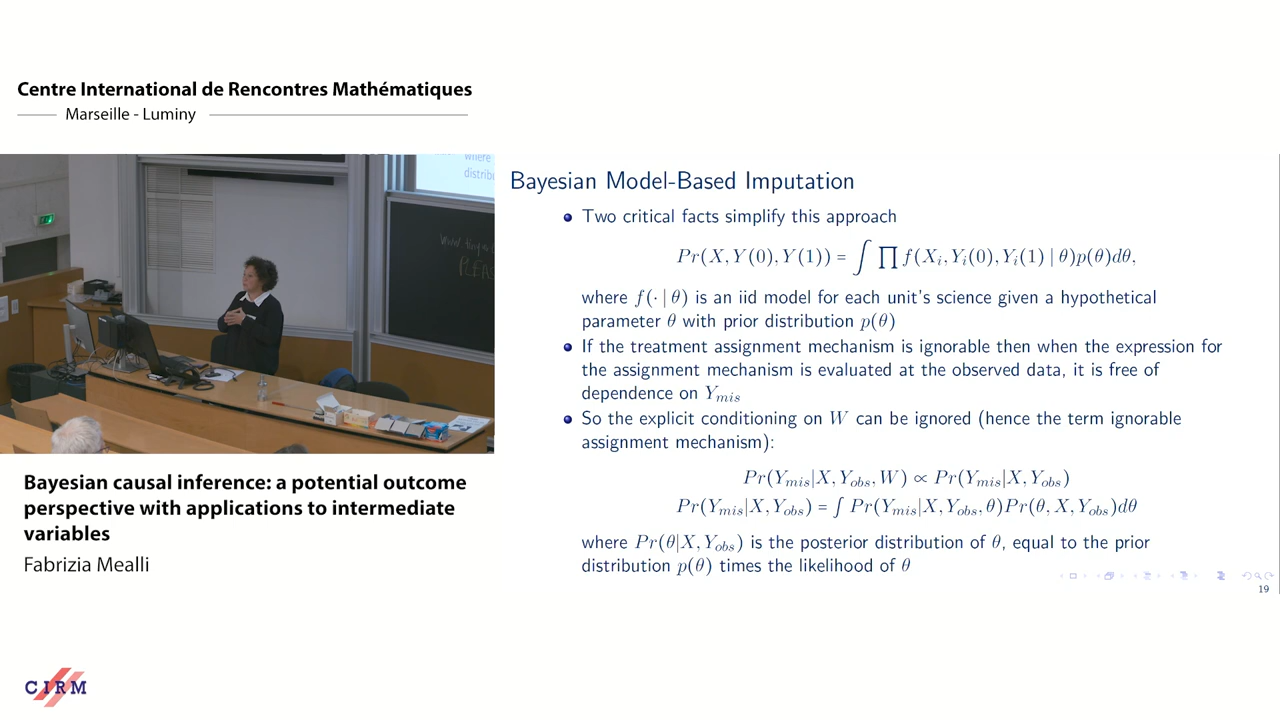 Centre International de Rencontres Mathématiques
Marseille - Luminy
where
distribu
PLEA
Bayesian causal inference: a potential outcome
perspective with applications to intermediate
variables
Fabrizia Mealli
CIRM
Bayesian Model-Based Imputation
Two critical facts simplify this approach
Pr(X, Y(0), Y(1)) = ∫ ∏ f(X_i, Y_i(0), Y_i(1) | θ)p(θ)dθ,
where f(· | θ) is an iid model for each unit's science given a hypothetical
parameter θ with prior distribution p(θ)
If the treatment assignment mechanism is ignorable then when the expression for
the assignment mechanism is evaluated at the observed data, it is free of
dependence on Y_mis
So the explicit conditioning on W can be ignored (hence the term ignorable
assignment mechanism):
Pr(Y_mis|X, Y_obs, W) ∝ Pr(Y_mis|X, Y_obs)
Pr(Y_mis|X, Y_obs) = ∫ Pr(Y_mis|X, Y_obs, θ)Pr(θ, X, Y_obs)dθ
where Pr(θ|X, Y_obs) is the posterior distribution of θ, equal to the prior
distribution p(θ) times the likelihood of θ
19